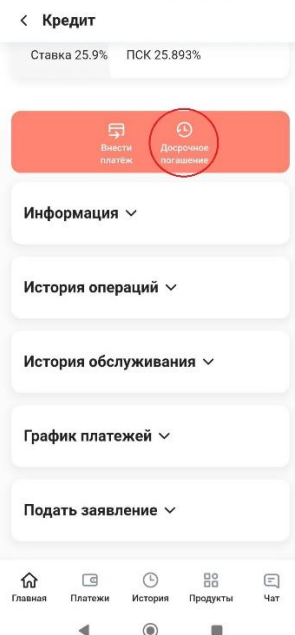 Кредит
Ставка 25.9% ПСК 25.893%
Внести Досрочное
платёж погашение
Информация
История операций
История обслуживания
График платежей
Подать заявление
Главная Платежи История Продукты Чат